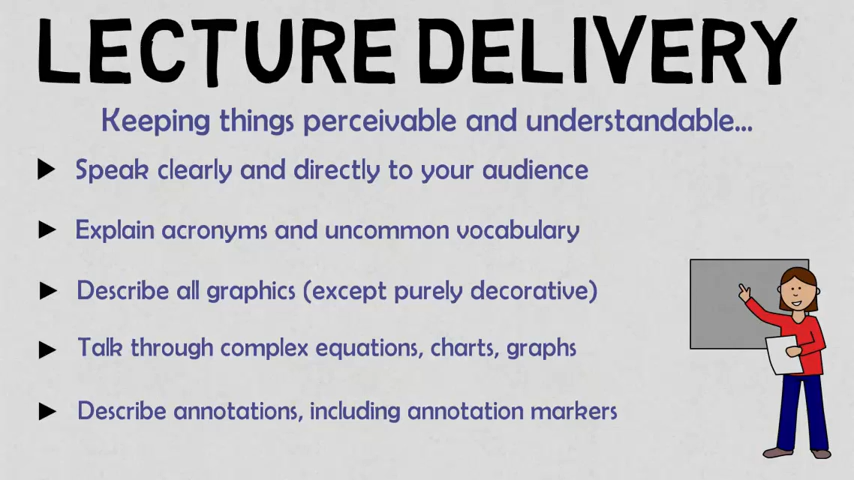 LECTURE DELIVERY
Keeping things perceivable and understandable...
Speak clearly and directly to your audience
Explain acronyms and uncommon vocabulary
Describe all graphics (except purely decorative)
Talk through complex equations, charts, graphs
Describe annotations, including annotation markers